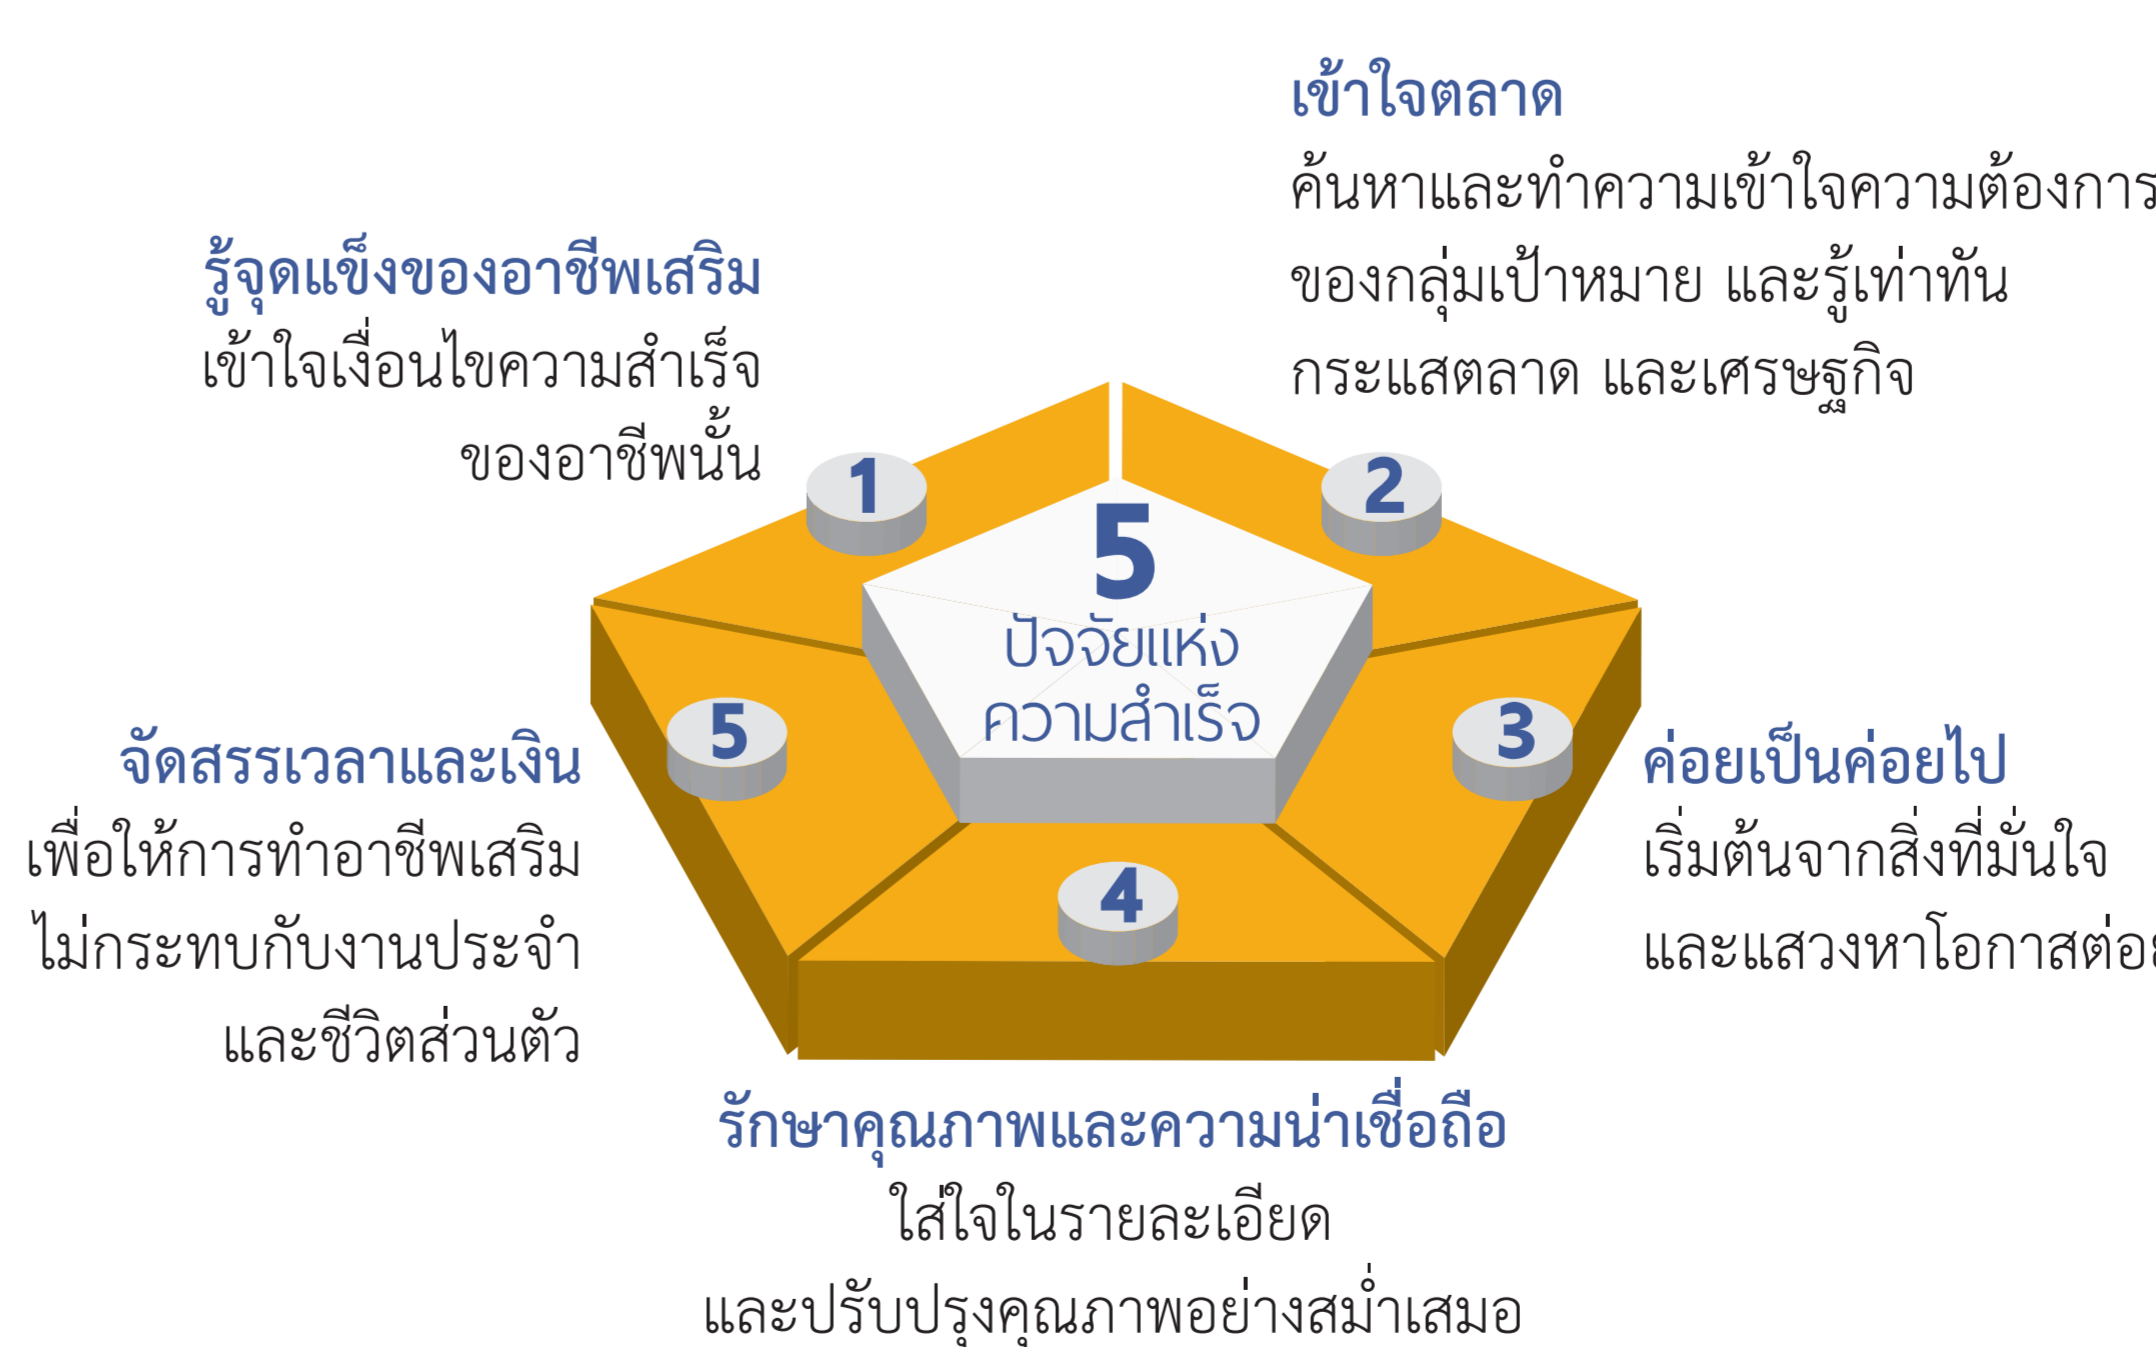 รู้จุดแข็งของอาชีพเสริม
เข้าใจเงื่อนไขความสำเร็จ
ของอาชีพนั้น
1
เข้าใจตลาด
ค้นหาและทำความเข้าใจความต้องการ
ของกลุ่มเป้าหมาย และรู้เท่าทัน
กระแสตลาด และเศรษฐกิจ
2
5
ปัจจัยแห่ง
ความสำเร็จ
3
ค่อยเป็นค่อยไป
เริ่มต้นจากสิ่งที่มั่นใจ
และแสวงหาโอกาส
4
รักษาคุณภาพและความน่าเชื่อถือ
ใส่ใจในรายละเอียด
และปรับปรุงคุณภาพอย่างสม่ำเสมอ
5
จัดสรรเวลาและเงิน
เพื่อให้การทำอาชีพเสริม
ไม่กระทบกับงานประจำ
และชีวิตส่วนตัว